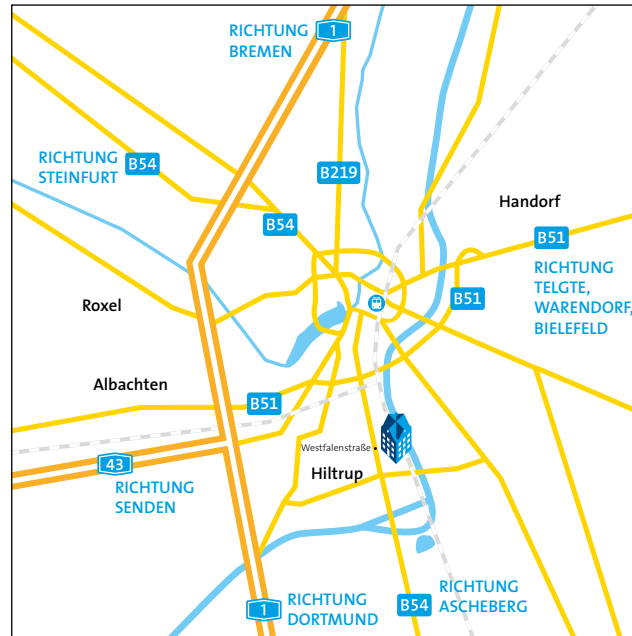 RICHTUNG
BREMEN
1
RICHTUNG
STEINFURT
B54
B219
B54
Handorf
B51
RICHTUNG
TELGTE,
WARENDORF,
BIELEFELD
B51
Roxel
Albachten
B51
Westfalenstraße
Hiltrup
43
RICHTUNG
SENDEN
1
RICHTUNG
DORTMUND
B54
RICHTUNG
ASCHEBERG